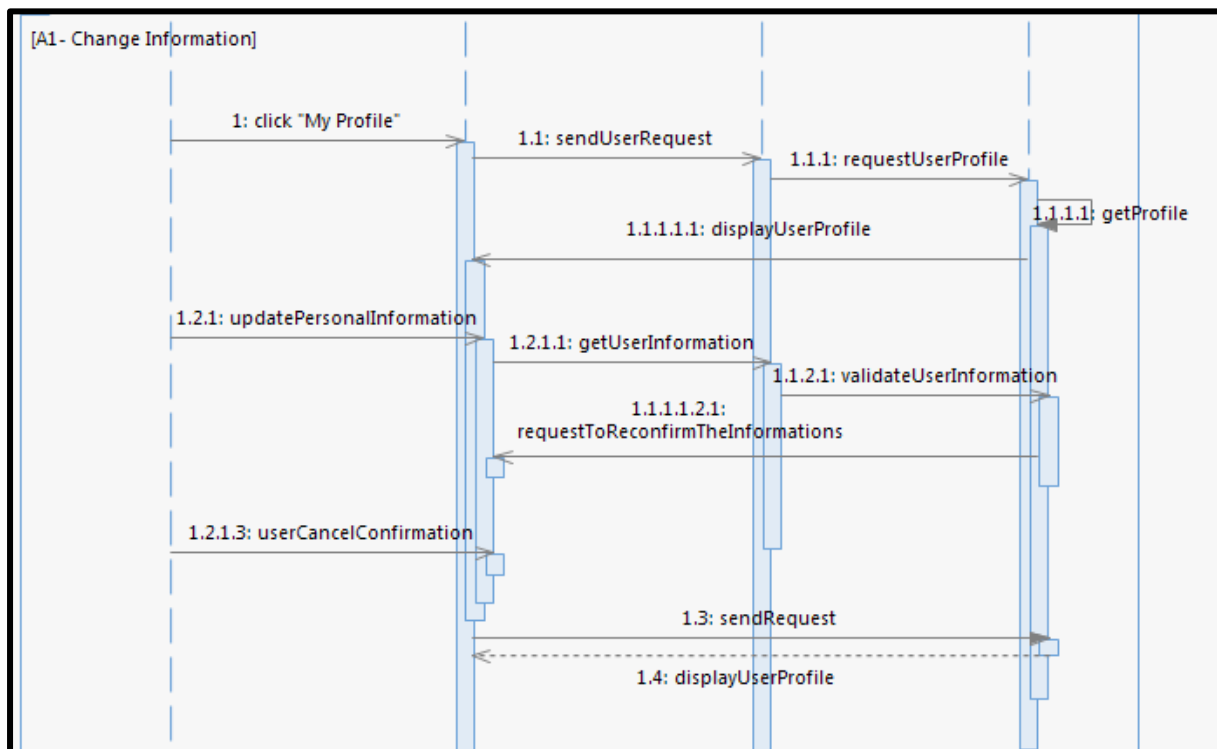 [A1- Change Information]
1: click "My Profile"
1.1: sendUserRequest
1.1.1: requestUserProfile
1.1.1.1: getProfile
1.1.1.1.1: displayUserProfile
1.2.1: updatePersonalInformation
1.2.1.1: getUserInformation
1.1.2.1: validateUserInformation
1.1.1.1.2.1:
requestToReconfirmTheInformations
1.2.1.3: userCancelConfirmation
1.3: sendRequest
1.4: displayUserProfile